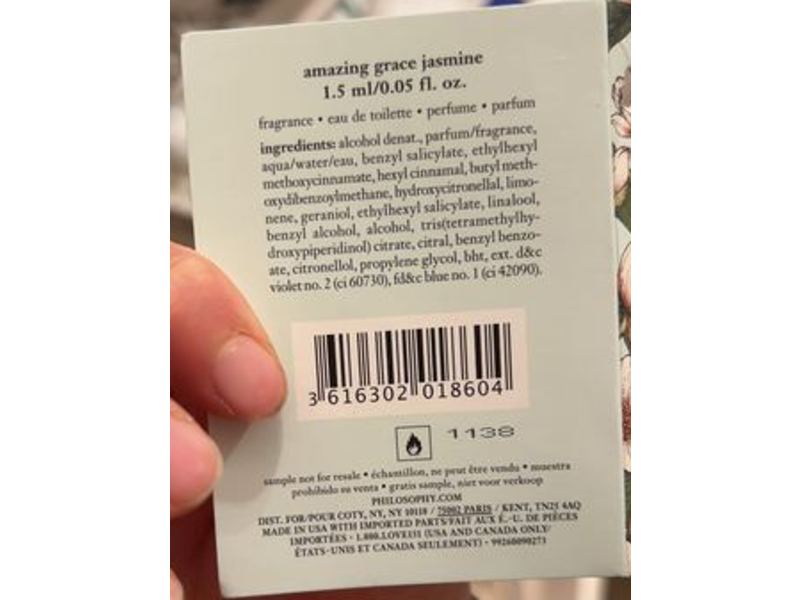 amazing grace jasmine
1.5 ml/0.05 fl. oz.
fragrance • eau de toilette • perfume • parfum
ingredients: alcohol denat., parfum/fragrance,
aqua/water/eau, benzyl salicylate, ethylhexyl
methoxycinnamate, hexyl cinnamal, butyl meth-
oxydibenzoylmethane, hydroxycitronellal, limo-
nene, geraniol, ethylhexyl salicylate, linalool,
benzyl alcohol, alcohol, tris(tetramethylhy-
droxypiperidinol) citrate, citral, benzyl benzo-
ate, citronellol, propylene glycol, bht, ext. d&c
violet no. 2 (ci 60730), fd&c blue no. 1 (ci 42090).
3 616302 018604
1138
sample not for resale • échantillon, ne peut être vendu • muestra
prohibido su venta • gratis sample, niet voor verkoop
PHILOSOPHY.COM
DIST. FOR/POUR COTY, NY, NY 10118 / 75002 PARIS / KENT, TN25 4AQ
MADE IN USA WITH IMPORTED PARTS/FAIT AUX É.-U. DE PIÈCES
IMPORTÉES • 1.800.LOVE151 (USA AND CANADA ONLY/
ÉTATS-UNIS ET CANADA SEULEMENT) • 99260090273